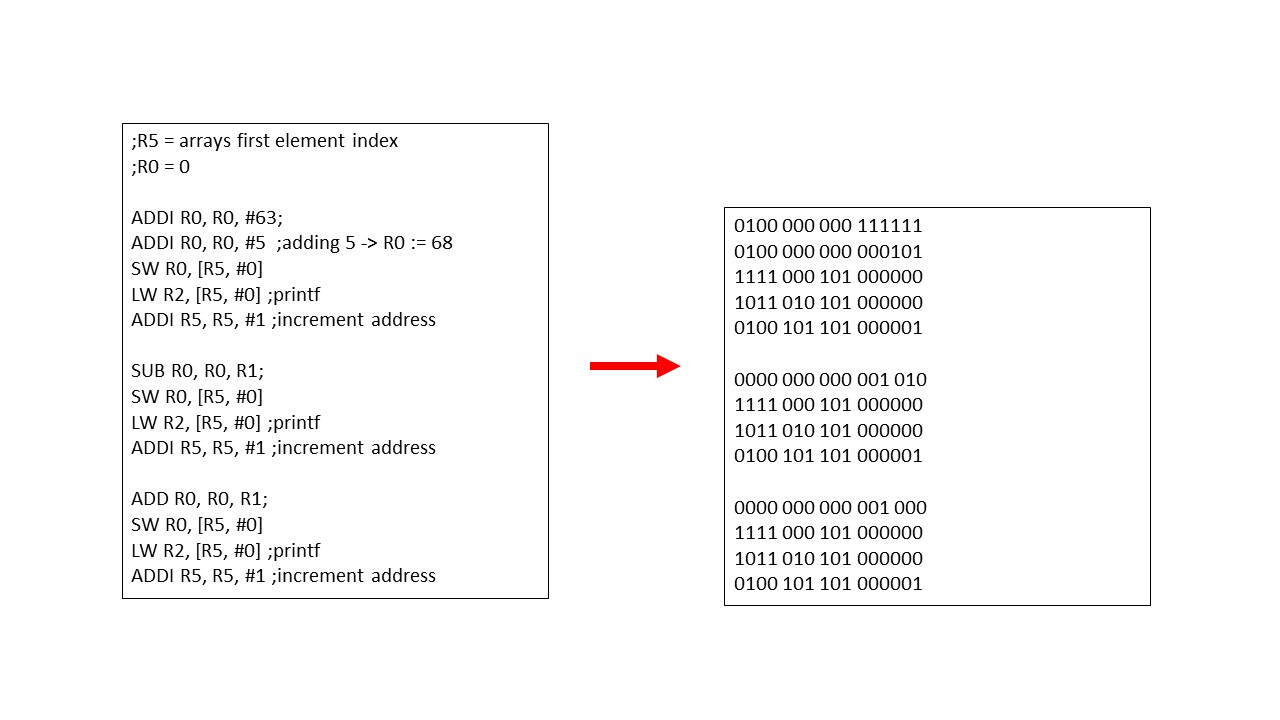 ;R5 = arrays first element index
;R0 = 0
ADDI R0, R0, #63;
ADDI R0, R0, #5  ;adding 5 -> R0 := 68
SW R0, [R5, #0]
LW R2, [R5, #0] ;printf
ADDI R5, R5, #1 ;increment address
SUB R0, R0, R1;
SW R0, [R5, #0]
LW R2, [R5, #0] ;printf
ADDI R5, R5, #1 ;increment address
ADD R0, R0, R1;
SW R0, [R5, #0]
LW R2, [R5, #0] ;printf
ADDI R5, R5, #1 ;increment address
0100 000 000 111111
0100 000 000 000101
1111 000 101 000000
1011 010 101 000000
0100 101 101 000001
0000 000 000 001 010
1111 000 101 000000
1011 010 101 000000
0100 101 101 000001
0000 000 000 001 000
1111 000 101 000000
1011 010 101 000000
0100 101 101 000001